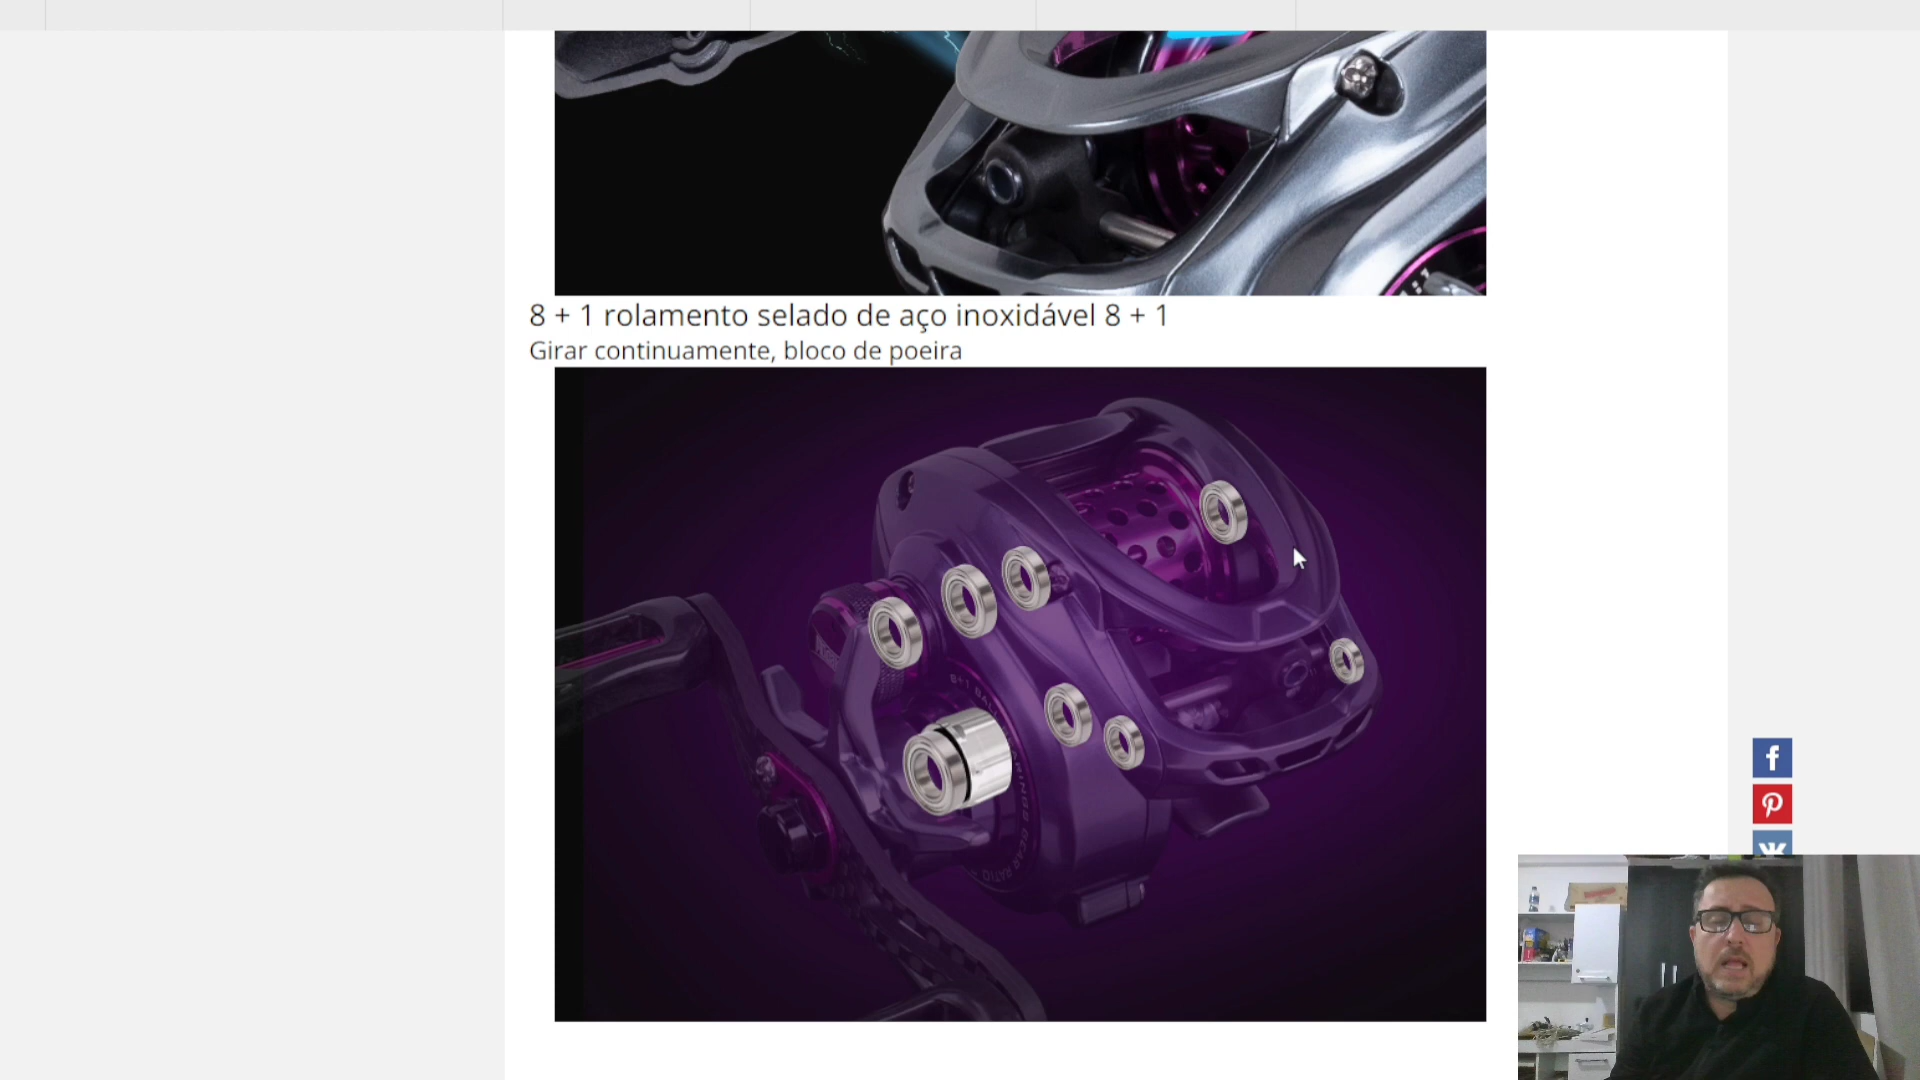 8 + 1 rolamento selado de aço inoxidável 8 + 1
Girar continuamente, bloco de poeira